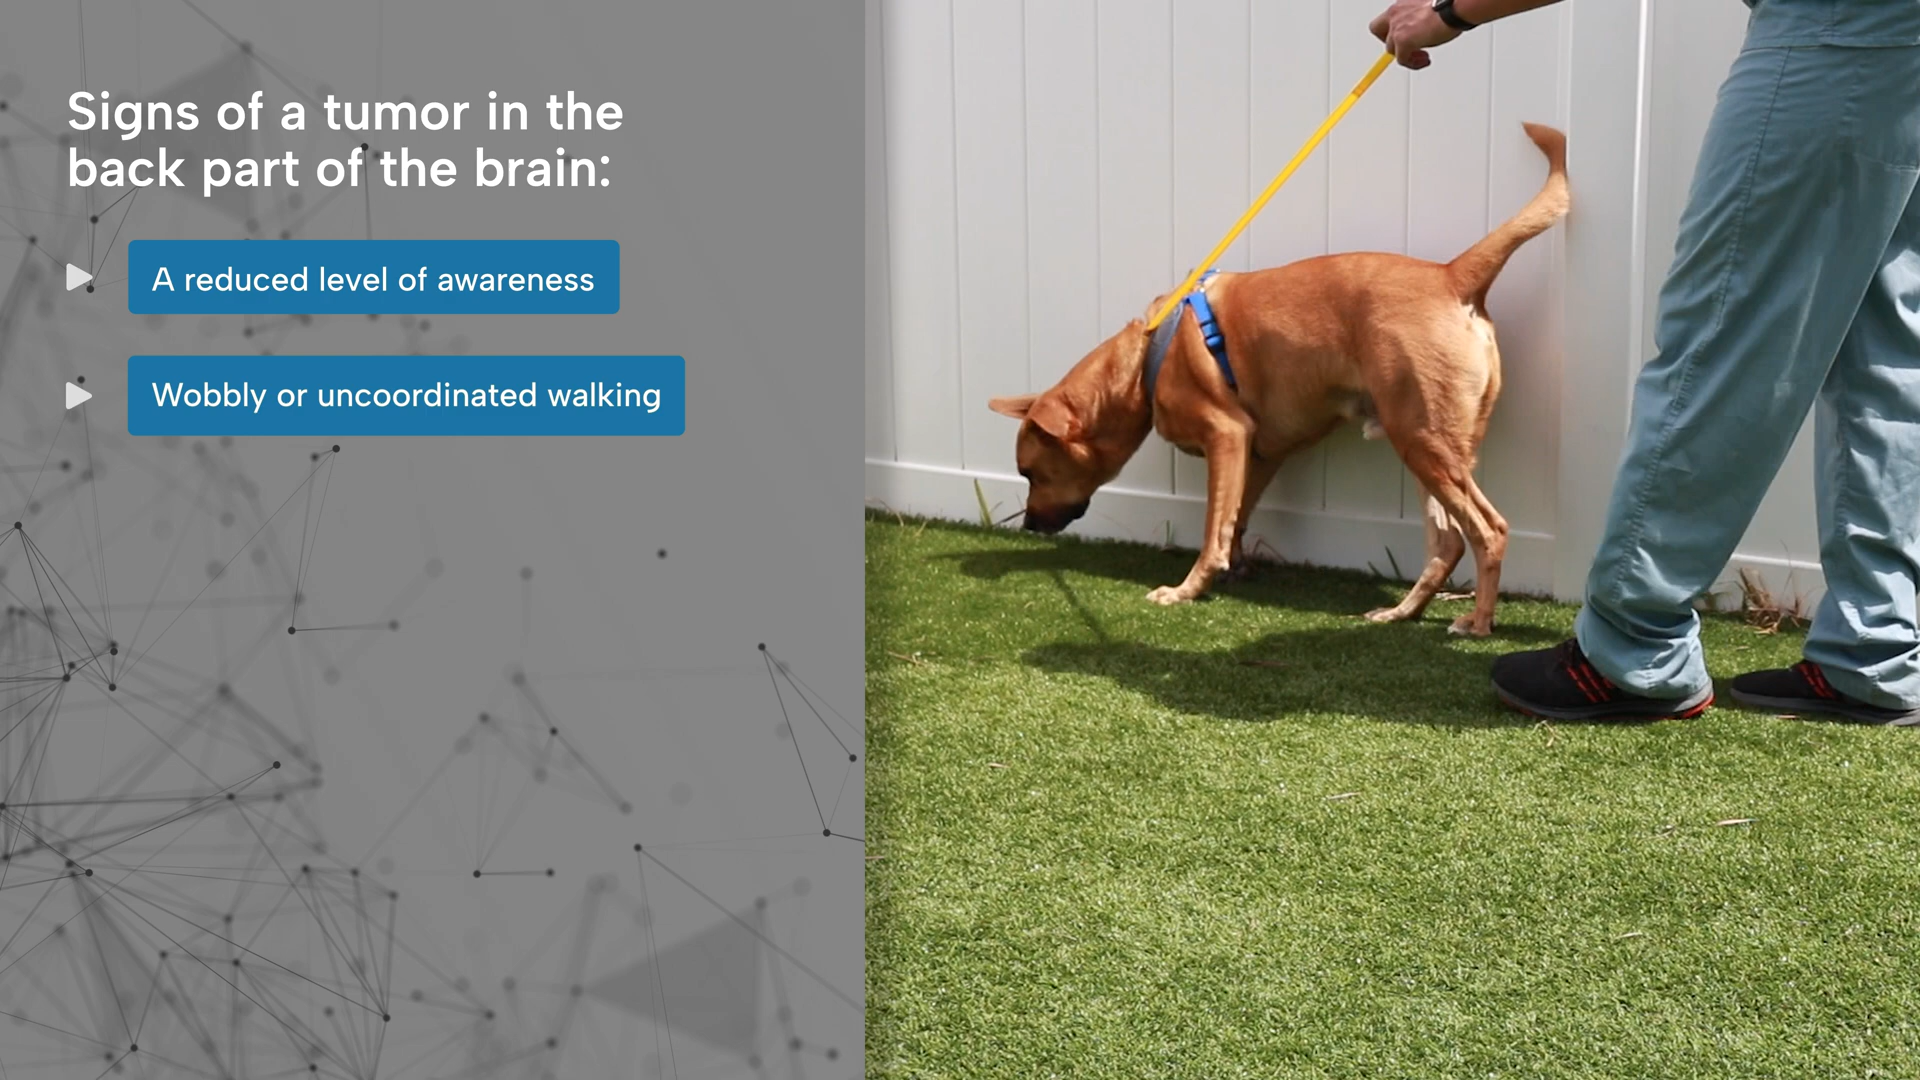 Signs of a tumor in the
back part of the brain:
A reduced level of awareness
Wobbly or uncoordinated walking